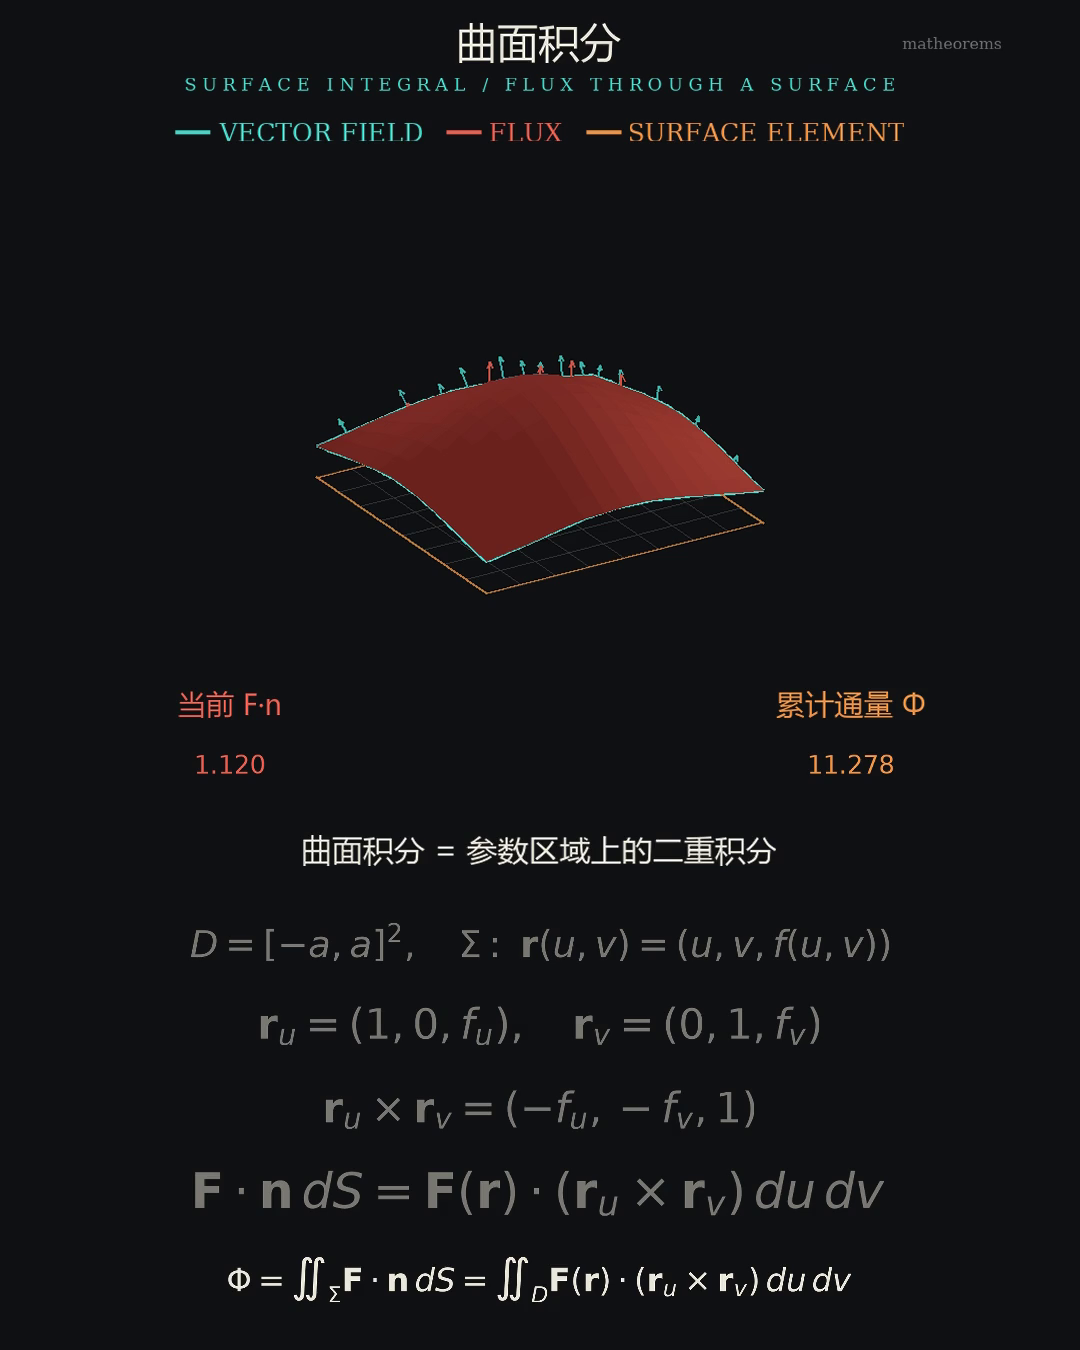 曲面积分
matheorems
SURFACE INTEGRAL / FLUX THROUGH A SURFACE
VECTOR FIELD FLUX SURFACE ELEMENT
当前 F·n 累计通量 Φ
1.120 11.278
曲面积分 = 参数区域上的二重积分
D = [−a, a]², Σ : r(u, v) = (u, v, f(u, v))
r_u = (1, 0, f_u), r_v = (0, 1, f_v)
r_u × r_v = (−f_u, −f_v, 1)
F · n dS = F(r) · (r_u × r_v) du dv
Φ = ∬_Σ F · n dS = ∬_D F(r) · (r_u × r_v) du dv